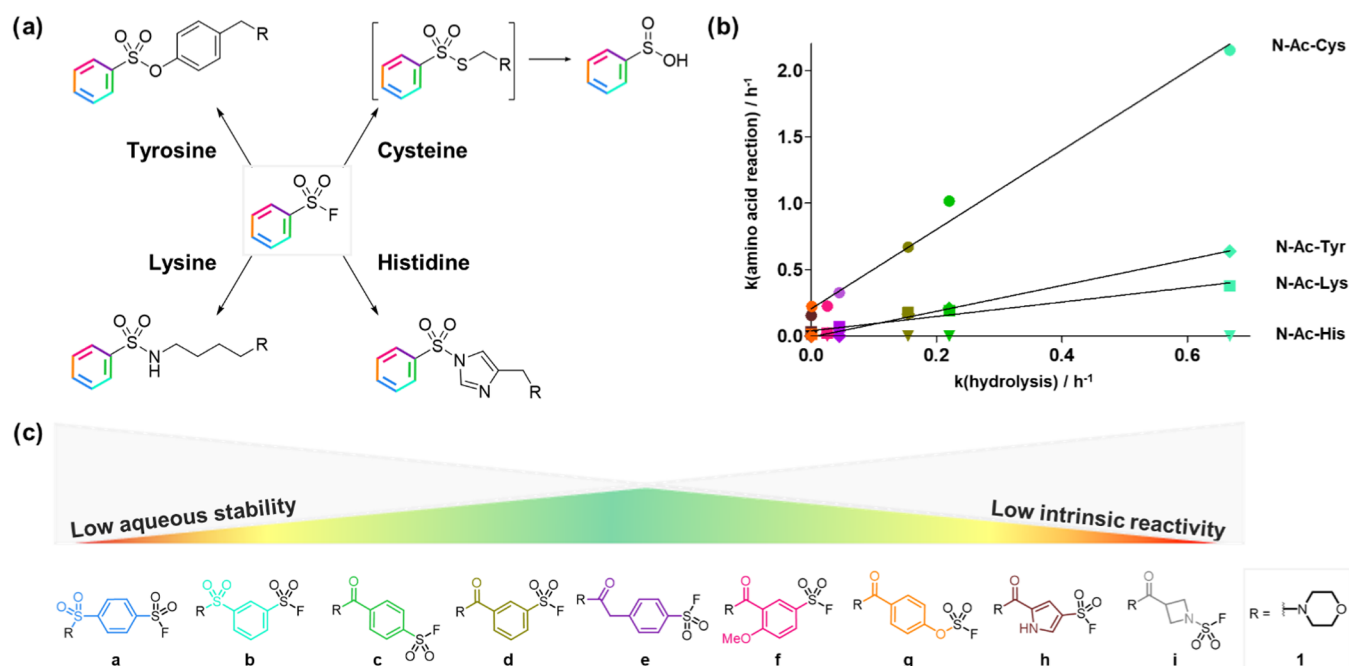 (a)
O O
S
O
R
O O
S
S
R
O
S
OH
Tyrosine
Cysteine
O O
S
F
Lysine
Histidine
O O
S
N
H
R
O O
S
N
N
R
(b)
k(amino acid reaction) / h-1
2.0
1.5
1.0
0.5
0.0
0.0
0.2
0.4
0.6
k(hydrolysis) / h-1
N-Ac-Cys
N-Ac-Tyr
N-Ac-Lys
N-Ac-His
(c)
Low aqueous stability
Low intrinsic reactivity
O
O S
R
O
S O
F
a
O O
R S
O O
S F
b
O
R
O
S O
F
c
O
R
O O
S F
d
O
R
F
S O
O
e
O
R
MeO
O O
S F
f
O
R
O O
O S
F
g
O
R
HN
O
S O
F
h
O
R
N
O
S O
F
i
R =
N
O
1